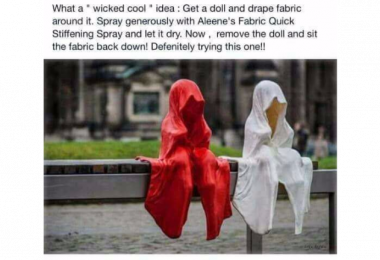 What a " wicked cool " idea : Get a doll and drape fabric
around it. Spray generously with Aleene's Fabric Quick
Stiffening Spray and let it dry. Now , remove the doll and sit
the fabric back down! Defenitely trying this one!!